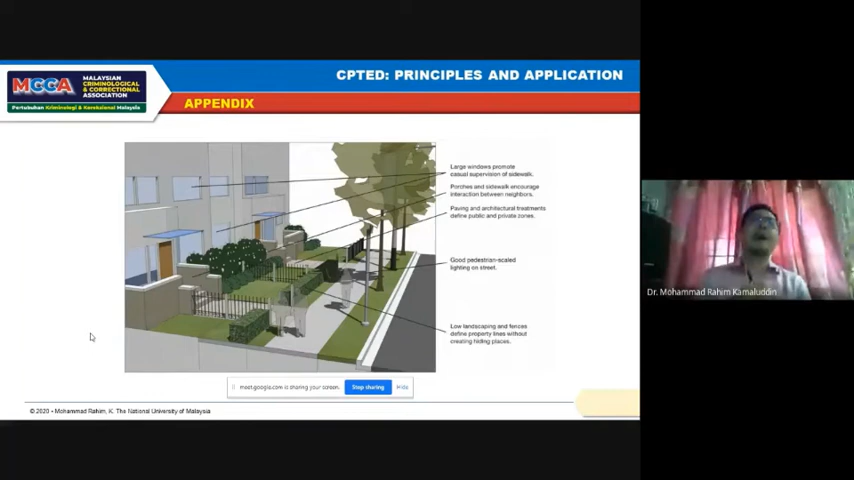 CPTED: PRINCIPLES AND APPLICATION
MCCA
MALAYSIAN
CRIMINOLOGICAL
& CORRECTIONAL
ASSOCIATION
Pertubuhan Kriminologi & Koreksional Malaysia
APPENDIX
Large windows promote
casual supervision of sidewalk.
Porches and sidewalk encourage
interaction between neighbors.
Paving and architectural treatments
define public and private zones.
Good pedestrian-scaled
lighting on street.
Low landscaping and fences
define property lines without
creating hiding places.
Dr. Mohammad Rahim Kamaluddin
meet.google.com is sharing your screen.
Stop sharing
Hide
© 2020 • Mohammad Rahim, K. The National University of Malaysia